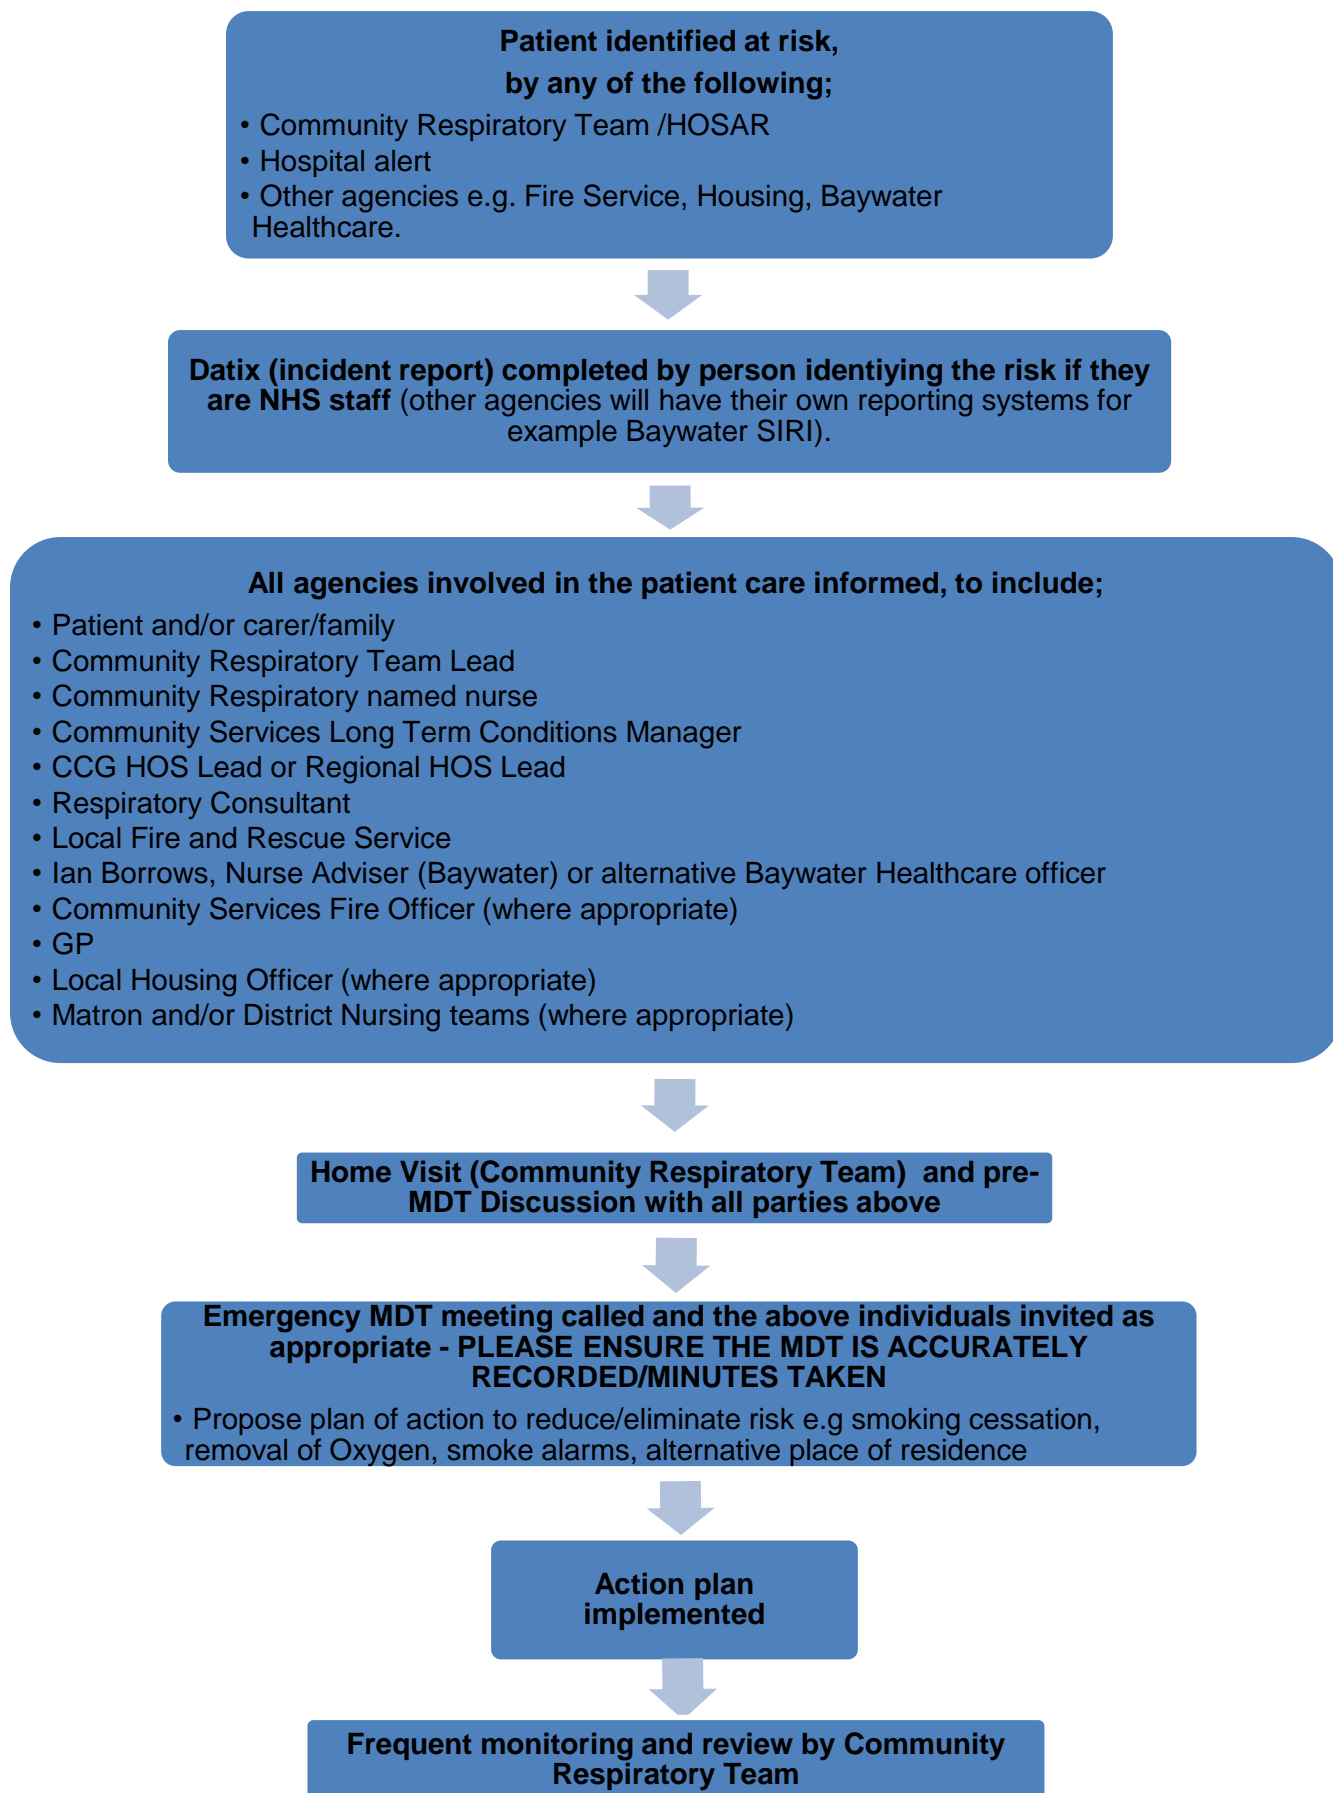 Patient identified at risk,
by any of the following;
• Community Respiratory Team /HOSAR
• Hospital alert
• Other agencies e.g. Fire Service, Housing, Baywater
Healthcare.
Datix (incident report) completed by person identiying the risk if they
are NHS staff (other agencies will have their own reporting systems for
example Baywater SIRI).
All agencies involved in the patient care informed, to include;
• Patient and/or carer/family
• Community Respiratory Team Lead
• Community Respiratory named nurse
• Community Services Long Term Conditions Manager
• CCG HOS Lead or Regional HOS Lead
• Respiratory Consultant
• Local Fire and Rescue Service
• Ian Borrows, Nurse Adviser (Baywater) or alternative Baywater Healthcare officer
• Community Services Fire Officer (where appropriate)
• GP
• Local Housing Officer (where appropriate)
• Matron and/or District Nursing teams (where appropriate)
Home Visit (Community Respiratory Team)  and pre-
MDT Discussion with all parties above
Emergency MDT meeting called and the above individuals invited as
appropriate - PLEASE ENSURE THE MDT IS ACCURATELY
RECORDED/MINUTES TAKEN
• Propose plan of action to reduce/eliminate risk e.g smoking cessation,
removal of Oxygen, smoke alarms, alternative place of residence
Action plan
implemented
Frequent monitoring and review by Community
Respiratory Team